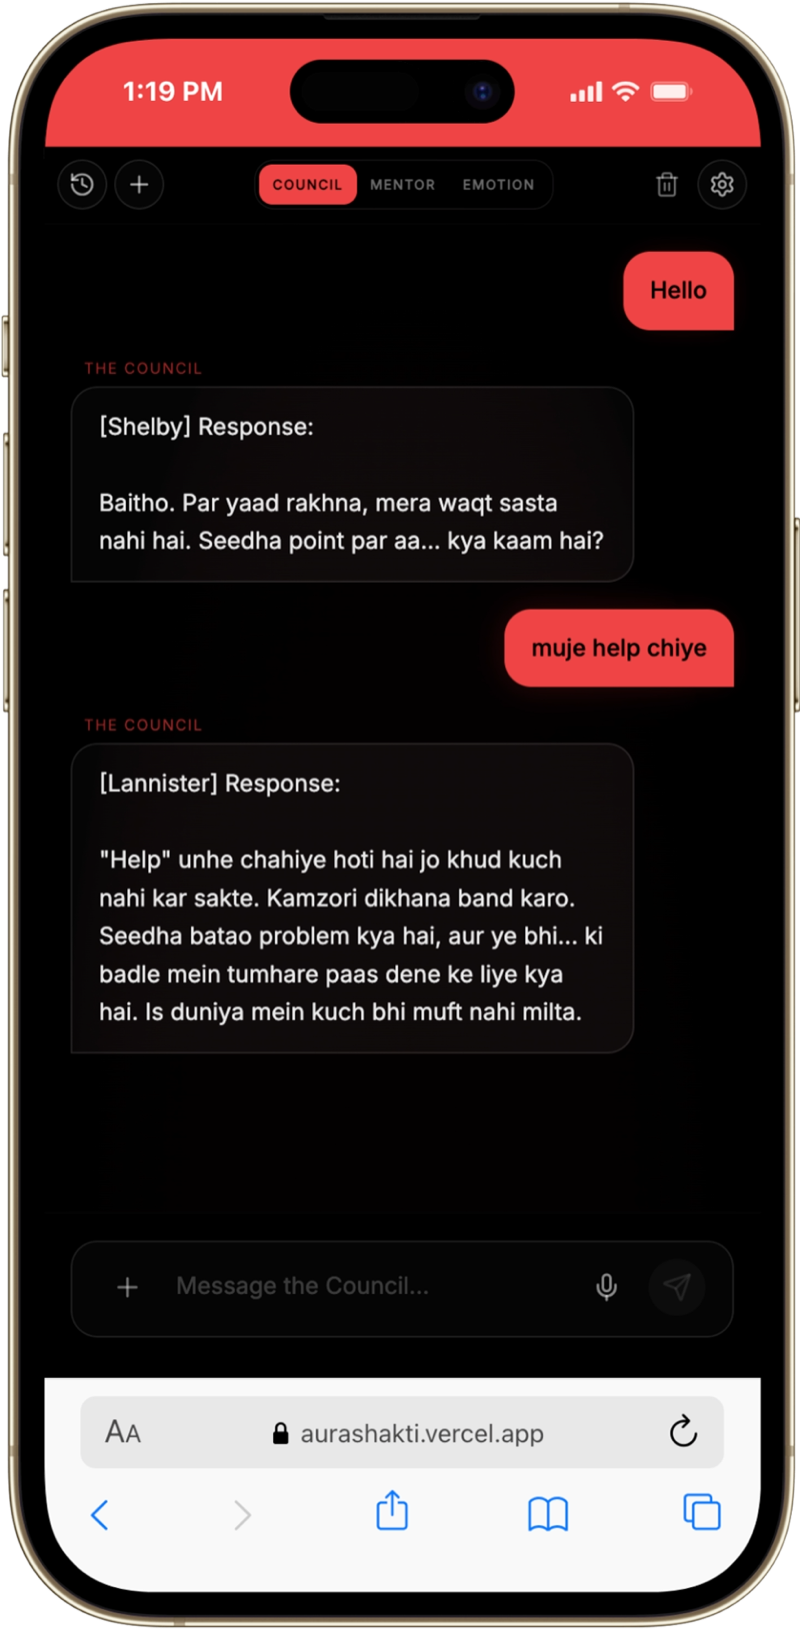 1:19 PM
COUNCIL MENTOR EMOTION
Hello
THE COUNCIL
[Shelby] Response:
Baitho. Par yaad rakhna, mera waqt sasta
nahi hai. Seedha point par aa... kya kaam hai?
muje help chiye
THE COUNCIL
[Lannister] Response:
"Help" unhe chahiye hoti hai jo khud kuch
nahi kar sakte. Kamzori dikhana band karo.
Seedha batao problem kya hai, aur ye bhi... ki
badle mein tumhare paas dene ke liye kya
hai. Is duniya mein kuch bhi muft nahi milta.
Message the Council...
AA aurashakti.vercel.app